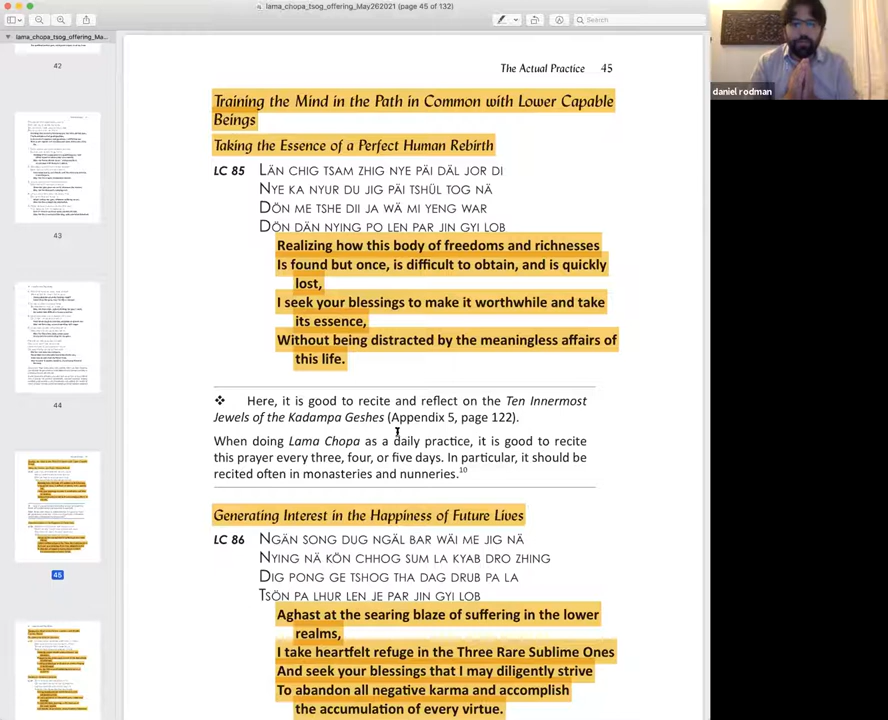 lama_chopa_tsog_offering_May262021 (page 45 of 132)
Search
lama_chopa_tsog_offering_Ma...
42
43
44
45
daniel rodman
The Actual Practice 45
Training the Mind in the Path in Common with Lower Capable
Beings
Taking the Essence of a Perfect Human Rebirth
LC 85 LÄN CHIG TSAM ZHIG NYE PÄI DÄL JOR DI
NYE KA NYUR DU JIG PÄI TSHÜL TOG NÄ
DÖN ME TSHE DII JA WÄ MI YENG WAR
DÖN DÄN NYING PO LEN PAR JIN GYI LOB
Realizing how this body of freedoms and richnesses
Is found but once, is difficult to obtain, and is quickly
lost,
I seek your blessings to make it worthwhile and take
its essence,
Without being distracted by the meaningless affairs of
this life.
❖ Here, it is good to recite and reflect on the Ten Innermost
Jewels of the Kadampa Geshes (Appendix 5, page 122).
When doing Lama Chopa as a daily practice, it is good to recite
this prayer every three, four, or five days. In particular, it should be
recited often in monasteries and nunneries.10
Generating Interest in the Happiness of Future Lives
LC 86 NGÄN SONG DUG NGÄL BAR WÄI ME JIG NÄ
NYING NÄ KÖN CHHOG SUM LA KYAB DRO ZHING
DIG PONG GE TSHOG THA DAG DRUB PA LA
TSÖN PA LHUR LEN JE PAR JIN GYI LOB
Aghast at the searing blaze of suffering in the lower
realms,
I take heartfelt refuge in the Three Rare Sublime Ones
And seek your blessings that I may diligently strive
To abandon all negative karma and accomplish
the accumulation of every virtue.